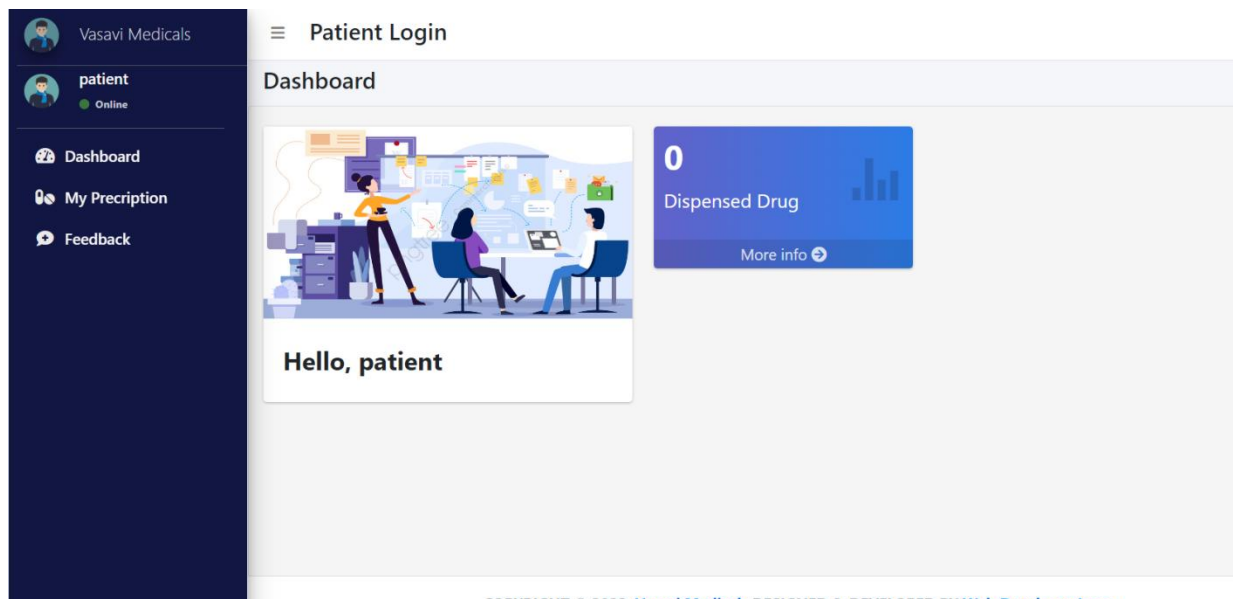 Vasavi Medicals
Patient Login
patient
Online
Dashboard
My Precription
Feedback
Dashboard
Hello, patient
0
Dispensed Drug
More info